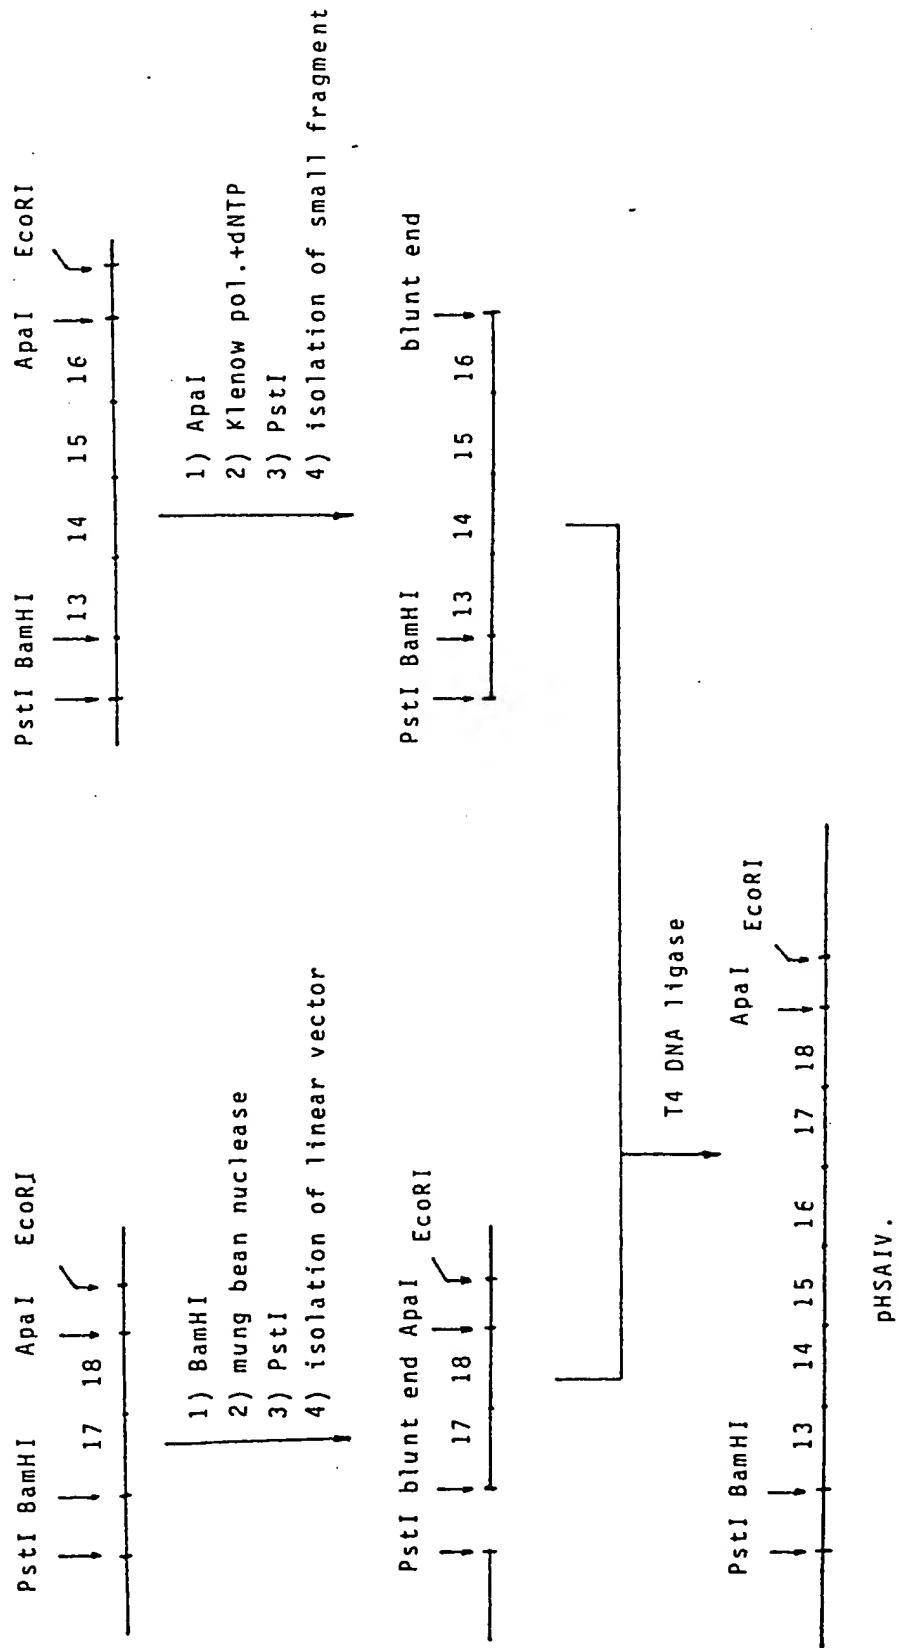 PstI BamHI ApaI EcoRI
17 18
1) BamHI
2) mung bean nuclease
3) PstI
4) isolation of linear vector
PstI blunt end ApaI EcoRI
17 18
PstI BamHI ApaI EcoRI
13 14 15 16
1) ApaI
2) Klenow pol.+dNTP
3) PstI
4) isolation of small fragment
PstI BamHI blunt end
13 14 15 16
T4 DNA ligase
PstI BamHI ApaI EcoRI
13 14 15 16 17 18
pHSAIV.